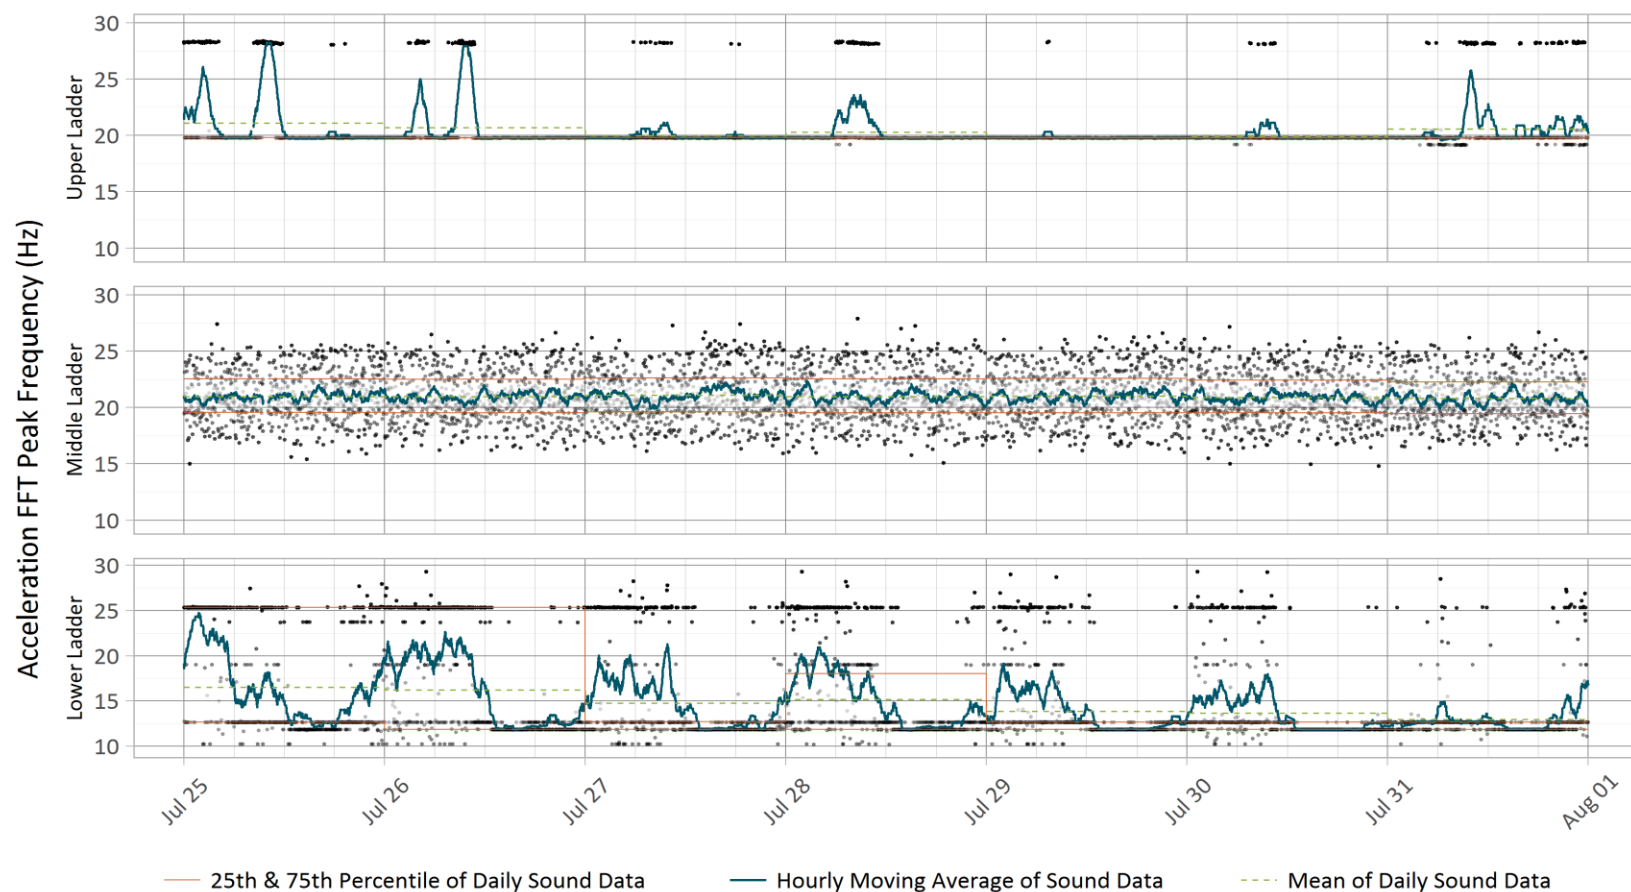 Acceleration FFT Peak Frequency (Hz)
Upper Ladder
30
25
20
15
10
Middle Ladder
30
25
20
15
10
Lower Ladder
30
25
20
15
10
Jul 25
Jul 26
Jul 27
Jul 28
Jul 29
Jul 30
Jul 31
Aug 01
25th & 75th Percentile of Daily Sound Data
Hourly Moving Average of Sound Data
Mean of Daily Sound Data